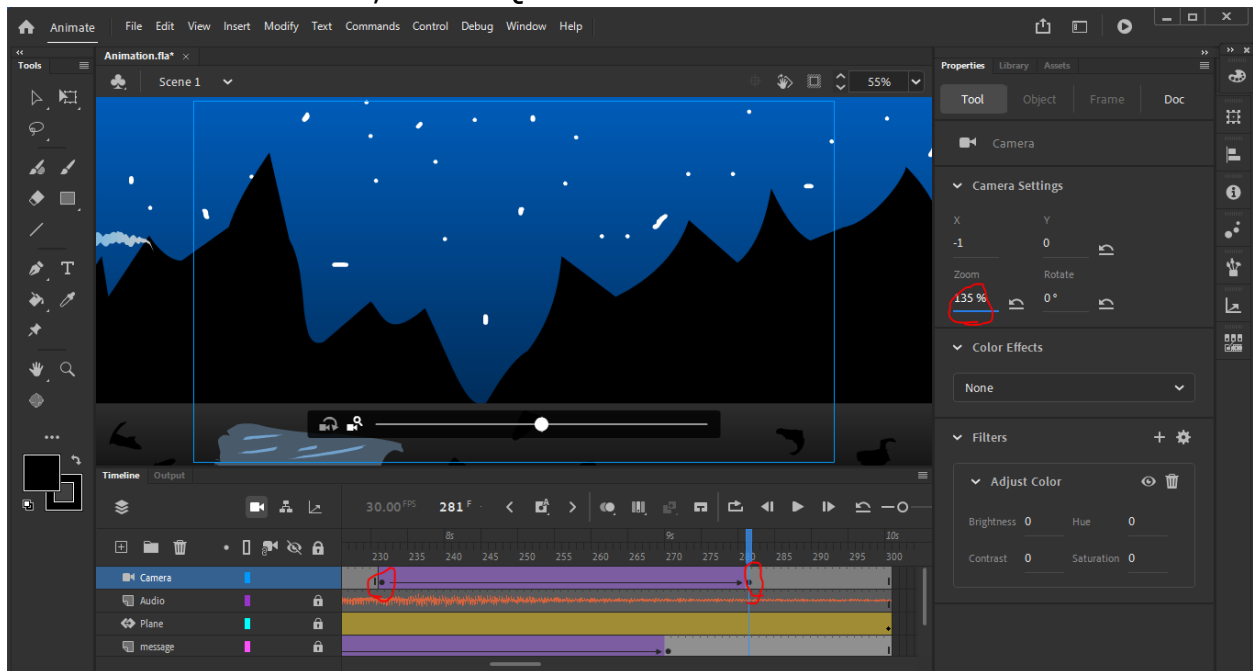 Animate File Edit View Insert Modify Text Commands Control Debug Window Help
Tools
Animation.fla* ×
Scene 1
55%
Properties Library Assets
Tool Object Frame Doc
Camera
Camera Settings
X Y
-1 0
Zoom Rotate
135 % 0°
Color Effects
None
Filters
Adjust Color
Brightness 0 Hue 0
Contrast 0 Saturation 0
Timeline Output
30.00 FPS 281 F
8s 9s 10s
230 235 240 245 250 255 260 265 270 275 280 285 290 295 300
Camera
Audio
Plane
message